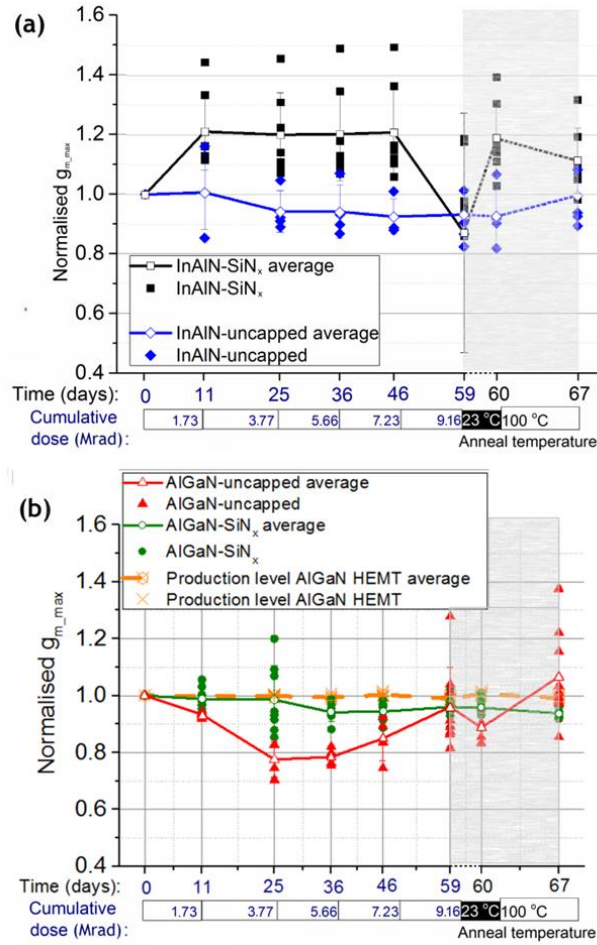 (a)
1.6
1.4
1.2
1.0
0.8
0.6
0.4
Normalised gm_max
InAlN-SiNx average
InAlN-SiNx
InAlN-uncapped average
InAlN-uncapped
Time (days): 0 11 25 36 46 59 60 67
Cumulative dose (Mrad): 1.73 3.77 5.66 7.23 9.16 23 °C 100 °C
Anneal temperature
(b)
AlGaN-uncapped average
AlGaN-uncapped
AlGaN-SiNx average
AlGaN-SiNx
Production level AlGaN HEMT average
Production level AlGaN HEMT
1.6
1.4
1.2
1.0
0.8
0.6
0.4
Normalised gm_max
Time (days): 0 11 25 36 46 59 60 67
Cumulative dose (Mrad): 1.73 3.77 5.66 7.23 9.16 23 °C 100 °C
Anneal temperature